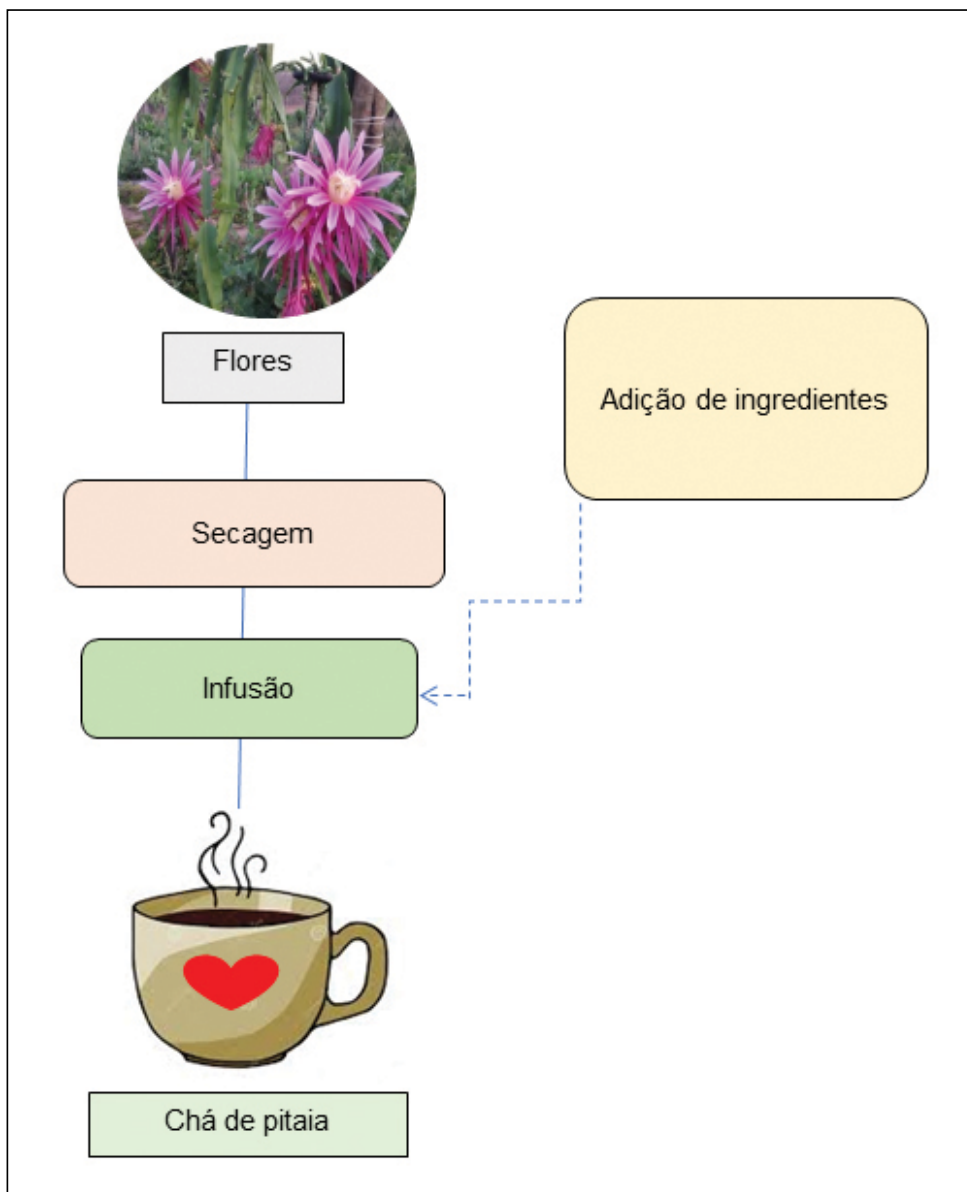 Flores
Adição de ingredientes
Secagem
Infusão
Chá de pitaia